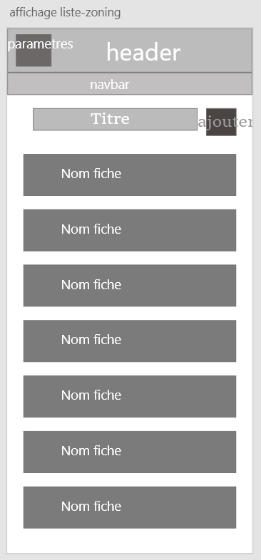 affichage liste-zoning
parametres header
navbar
Titre ajouter
Nom fiche
Nom fiche
Nom fiche
Nom fiche
Nom fiche
Nom fiche
Nom fiche